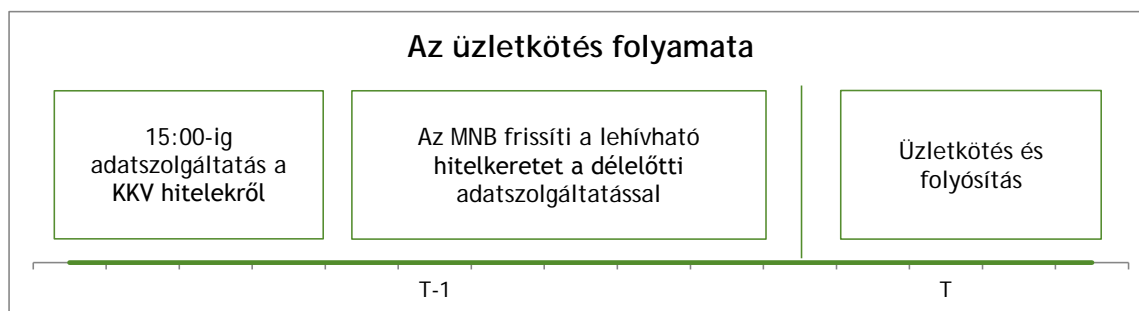 Az üzletkötés folyamata
15:00-ig
adatszolgáltatás a
KKV hitelekről
Az MNB frissíti a lehívható
hitelkeretet a délelőtti
adatszolgáltatással
Üzletkötés és
folyósítás
T-1
T